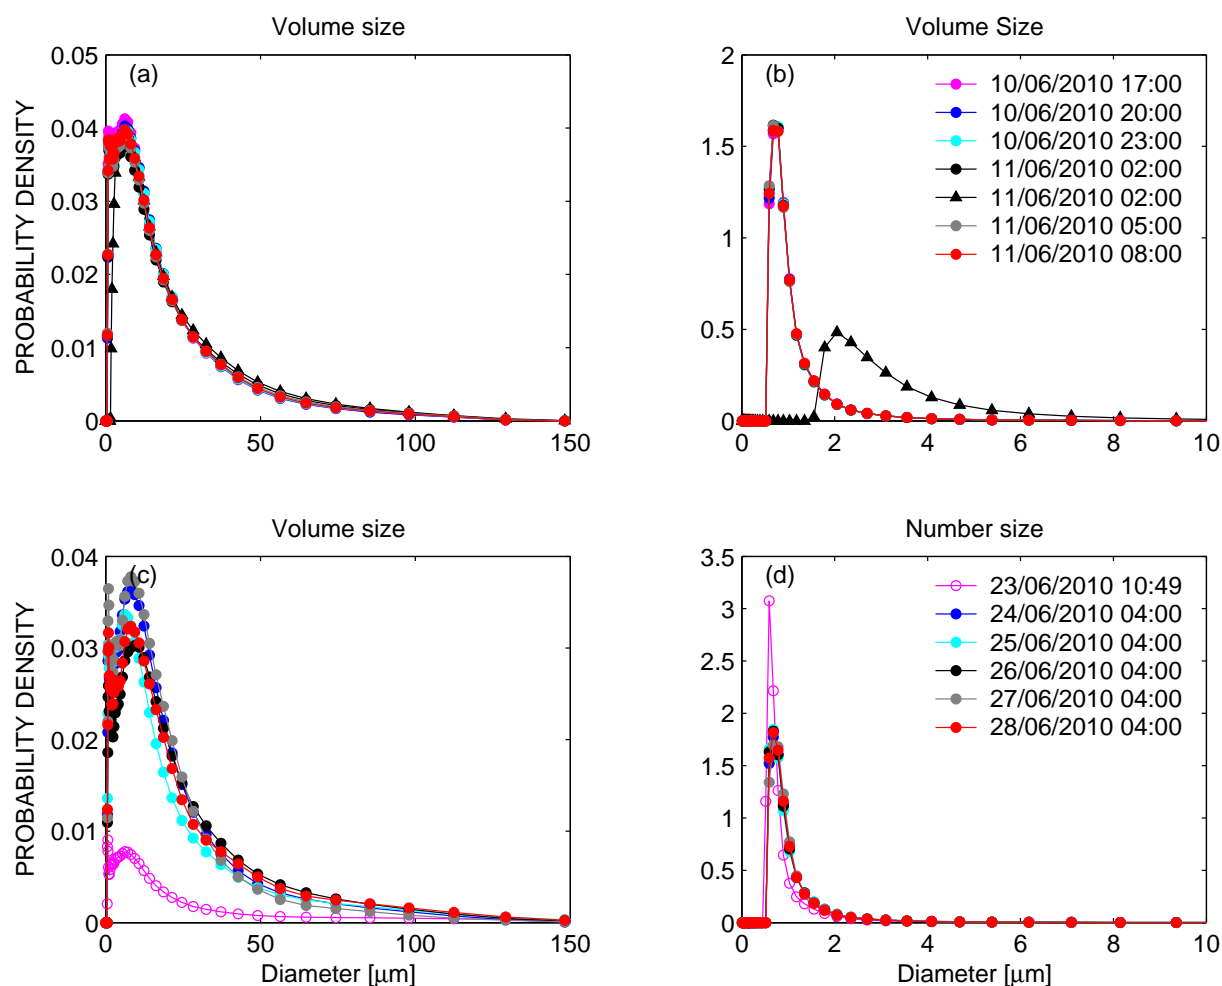 Volume size
(a)
0.05
0.04
0.03
0.02
0.01
0
PROBABILITY DENSITY
0 50 100 150
Volume Size
(b)
2
1.5
1
0.5
0
0 2 4 6 8 10
10/06/2010 17:00
10/06/2010 20:00
10/06/2010 23:00
11/06/2010 02:00
11/06/2010 02:00
11/06/2010 05:00
11/06/2010 08:00
Volume size
(c)
0.04
0.03
0.02
0.01
0
PROBABILITY DENSITY
0 50 100 150
Diameter [μm]
Number size
(d)
3.5
3
2.5
2
1.5
1
0.5
0
0 2 4 6 8 10
Diameter [μm]
23/06/2010 10:49
24/06/2010 04:00
25/06/2010 04:00
26/06/2010 04:00
27/06/2010 04:00
28/06/2010 04:00